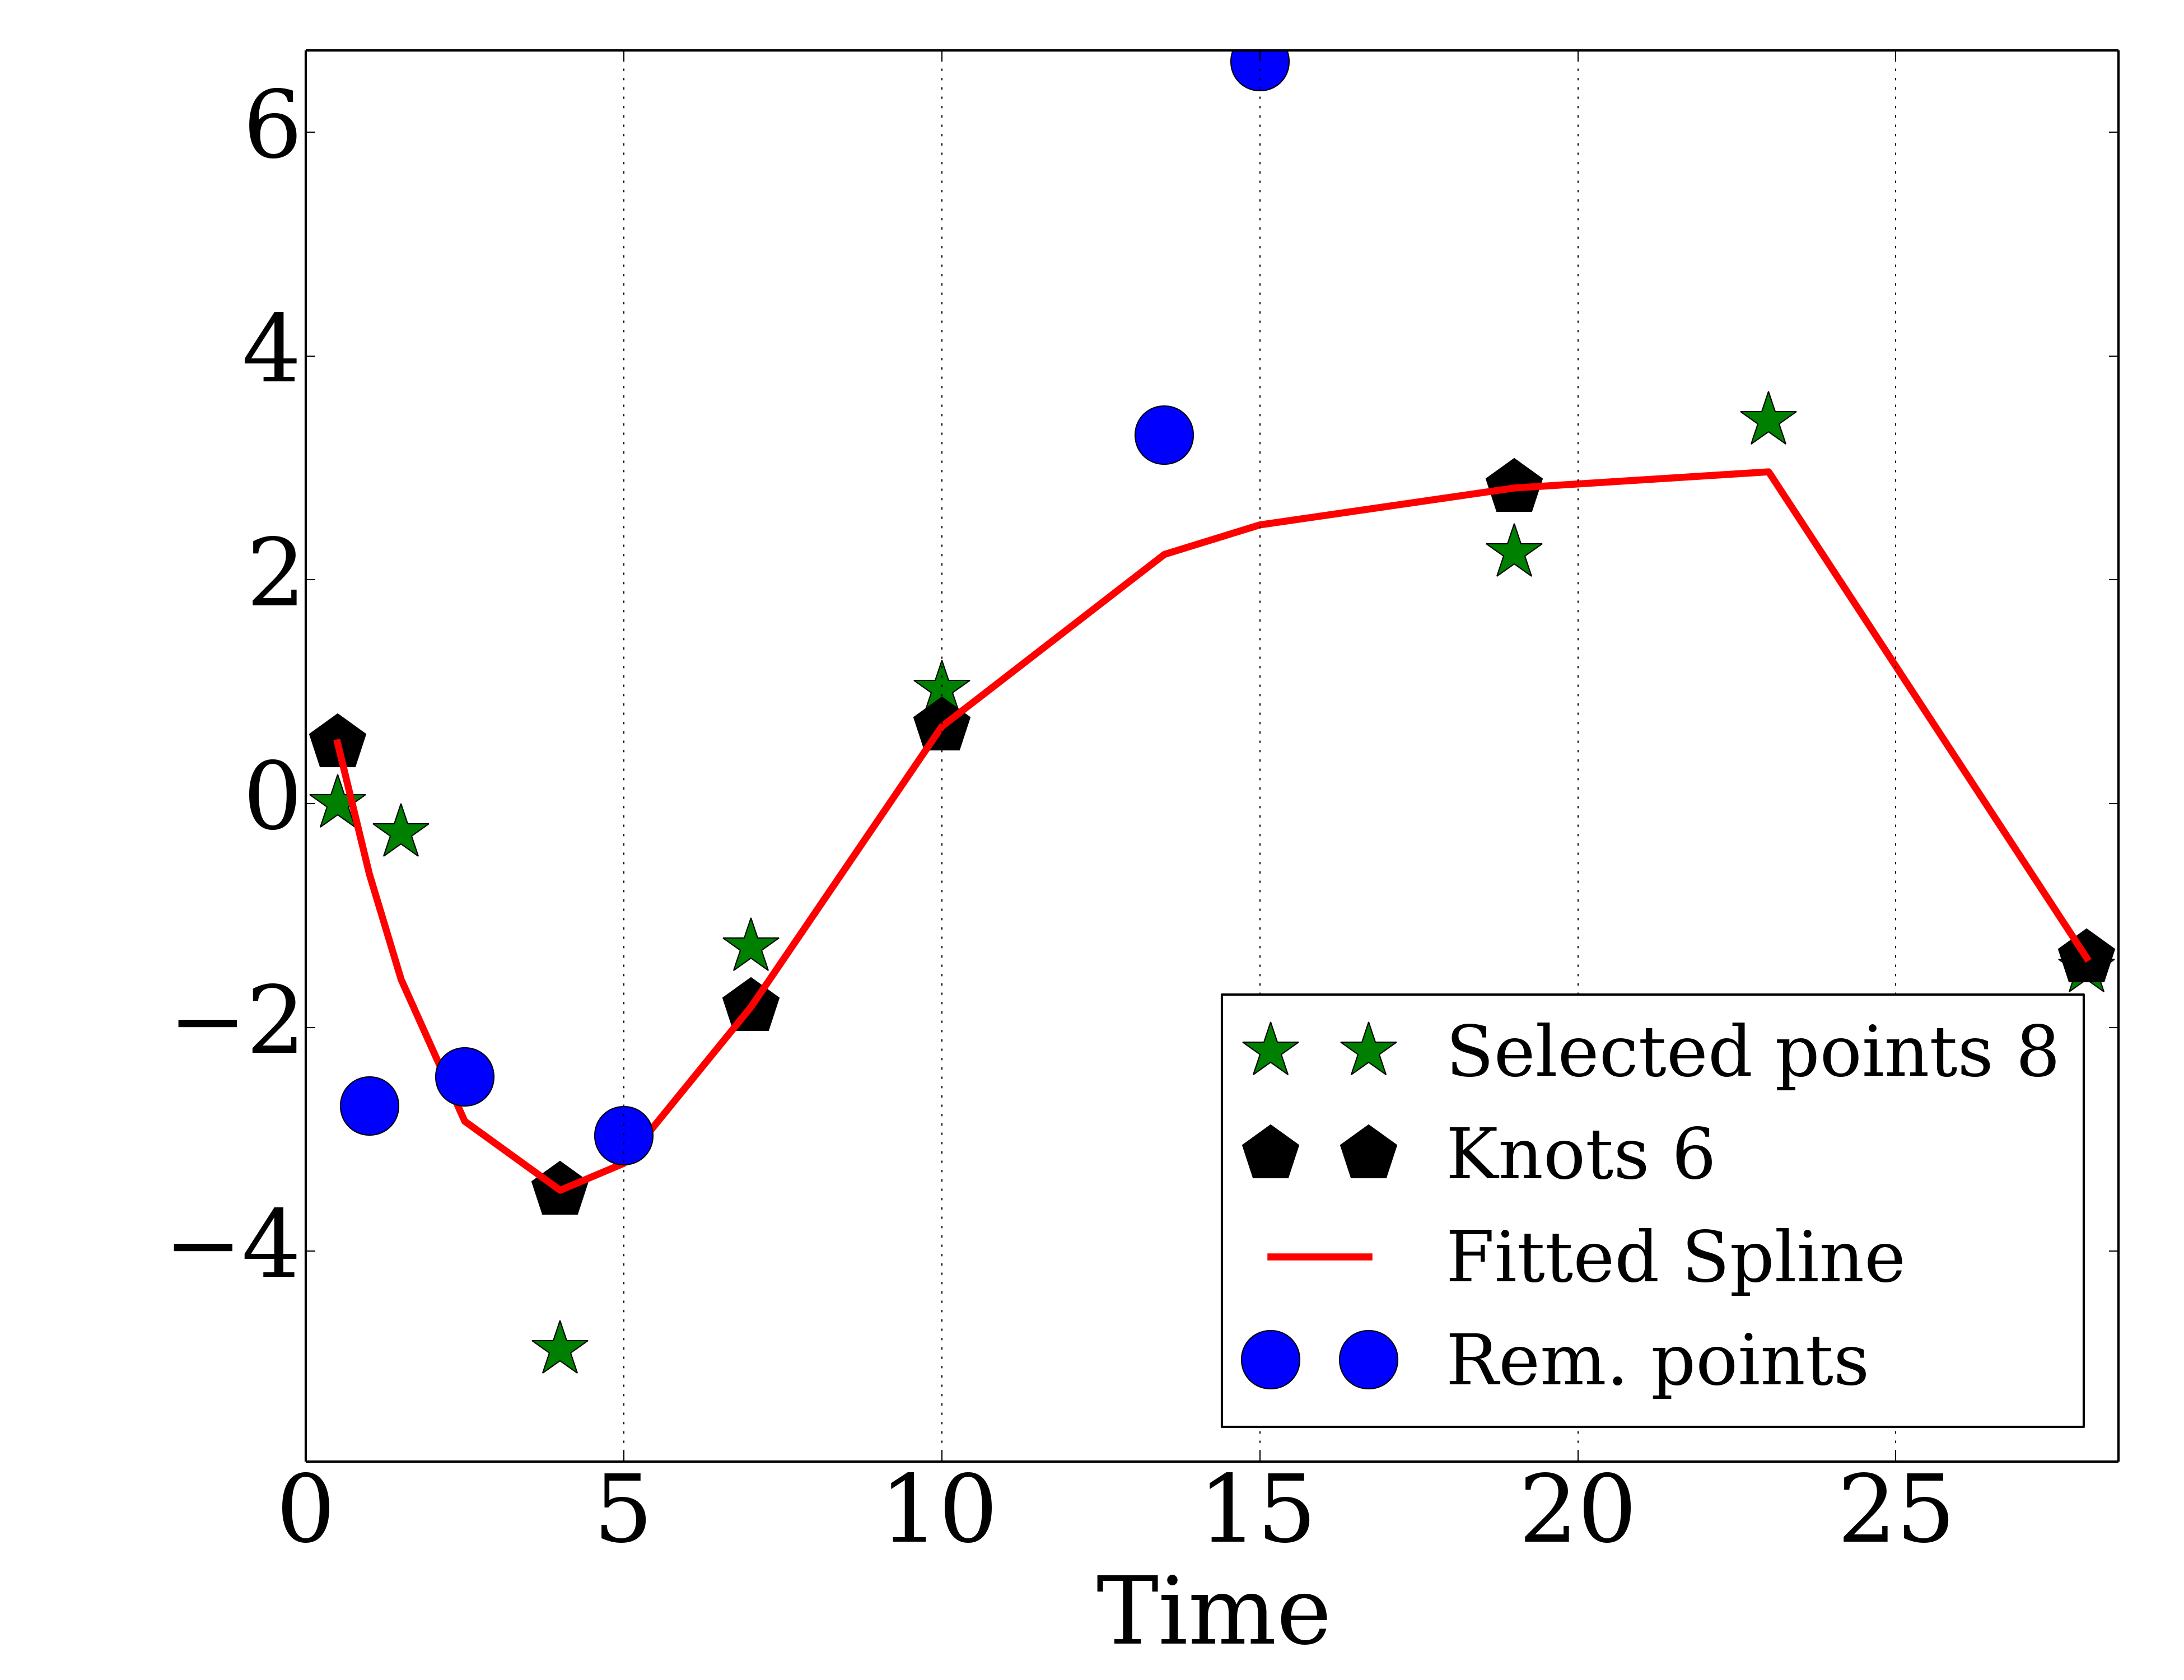 6
4
2
0
−2
−4
Selected points 8
Knots 6
Fitted Spline
Rem. points
0 5 10 15 20 25
Time